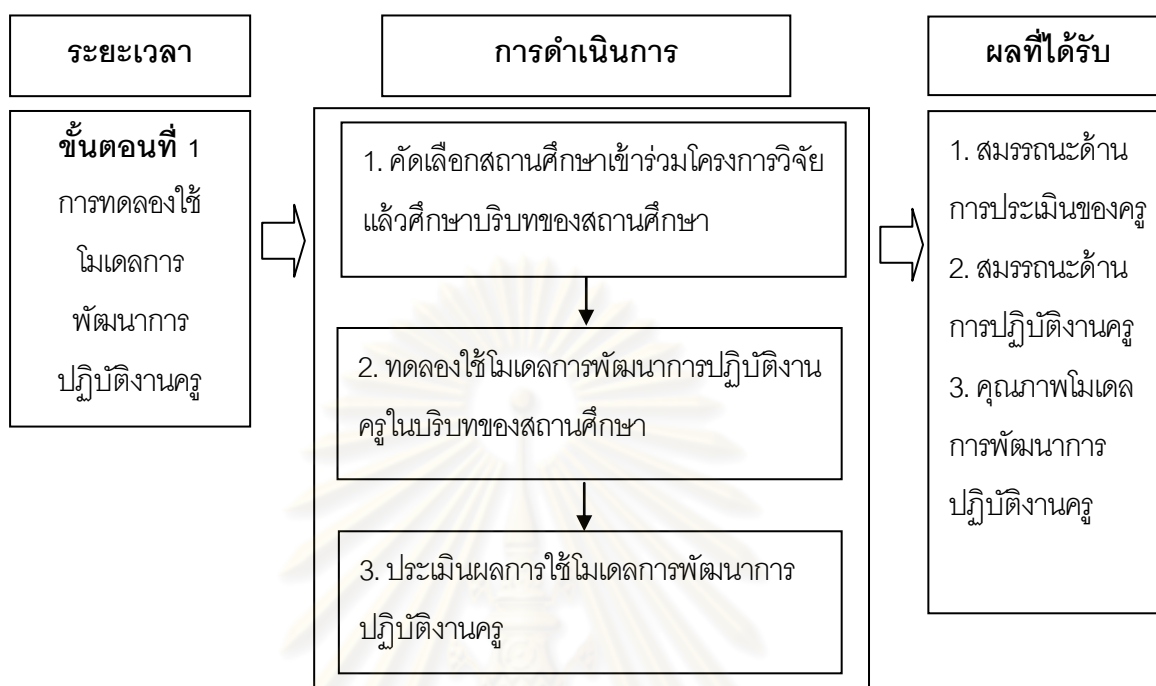 ระยะเวลา
การดำเนินการ
ผลที่ได้รับ
ขั้นตอนที่ 1
การทดลองใช้
โมเดลการ
พัฒนาการ
ปฏิบัติงานครู
1. คัดเลือกสถานศึกษาเข้าร่วมโครงการวิจัย
แล้วศึกษาบริบทของสถานศึกษา
2. ทดลองใช้โมเดลการพัฒนาการปฏิบัติงาน
ครูในบริบทของสถานศึกษา
3. ประเมินผลการใช้โมเดลการพัฒนาการ
ปฏิบัติงานครู
1. สมรรถนะด้าน
การประเมินของครู
2. สมรรถนะด้าน
การปฏิบัติงานครู
3. คุณภาพโมเดล
การพัฒนาการ
ปฏิบัติงานครู